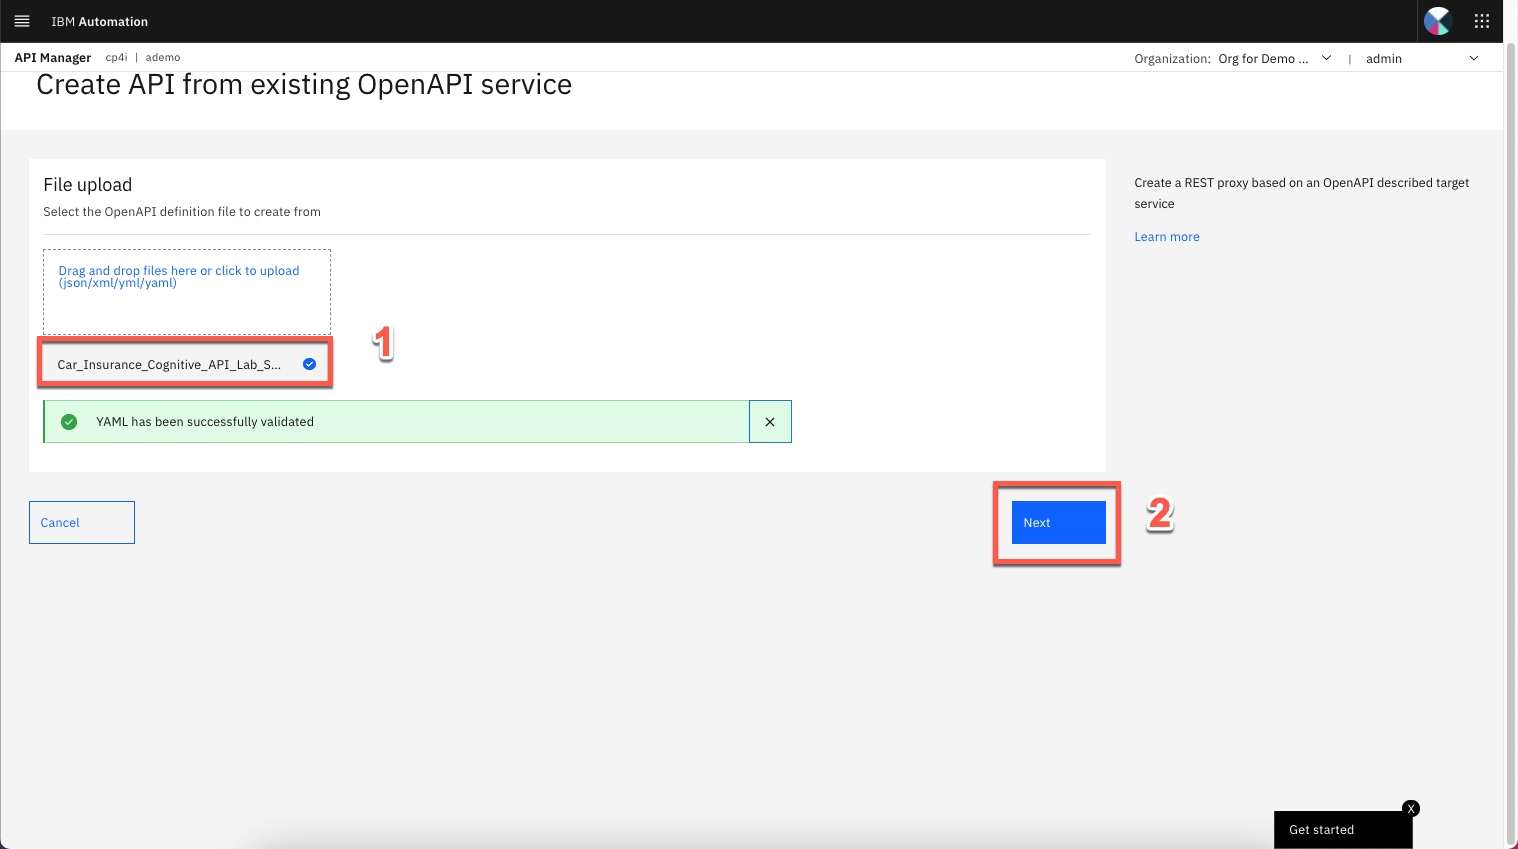 IBM Automation
API Manager cp4i | ademo
Organization: Org for Demo ... | admin
Create API from existing OpenAPI service
File upload
Select the OpenAPI definition file to create from
Drag and drop files here or click to upload
(json/xml/yml/yaml)
1
Car_Insurance_Cognitive_API_Lab_S...
YAML has been successfully validated
Cancel
Next
2
Create a REST proxy based on an OpenAPI described target
service
Learn more
X
Get started